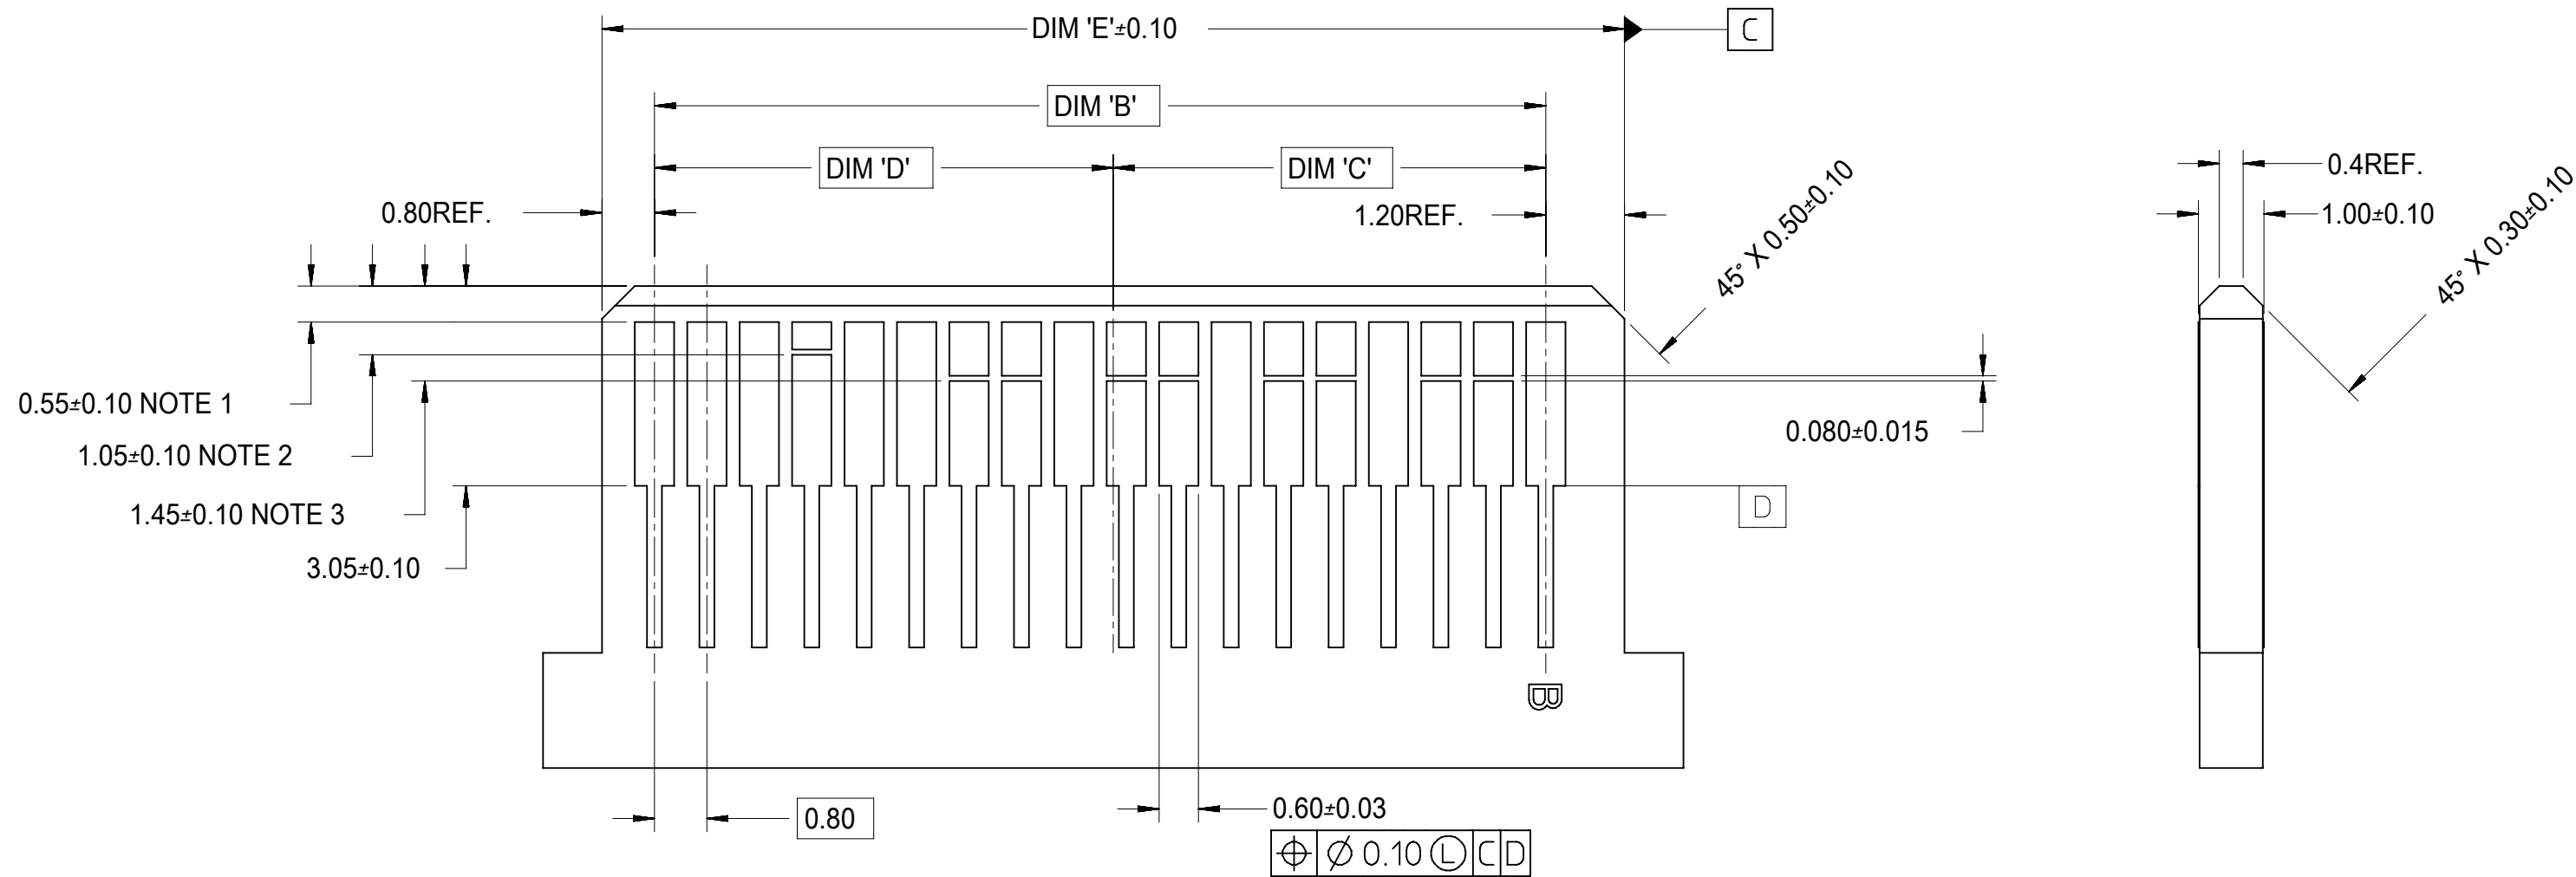 DIM 'E'±0.10
C
DIM 'B'
DIM 'D'
DIM 'C'
0.80REF.
1.20REF.
45° X 0.50±0.10
0.4REF.
1.00±0.10
45° X 0.30±0.10
0.55±0.10 NOTE 1
1.05±0.10 NOTE 2
1.45±0.10 NOTE 3
3.05±0.10
0.080±0.015
D
B
0.80
0.60±0.03
⌖ ⌀ 0.10 Ⓛ C D